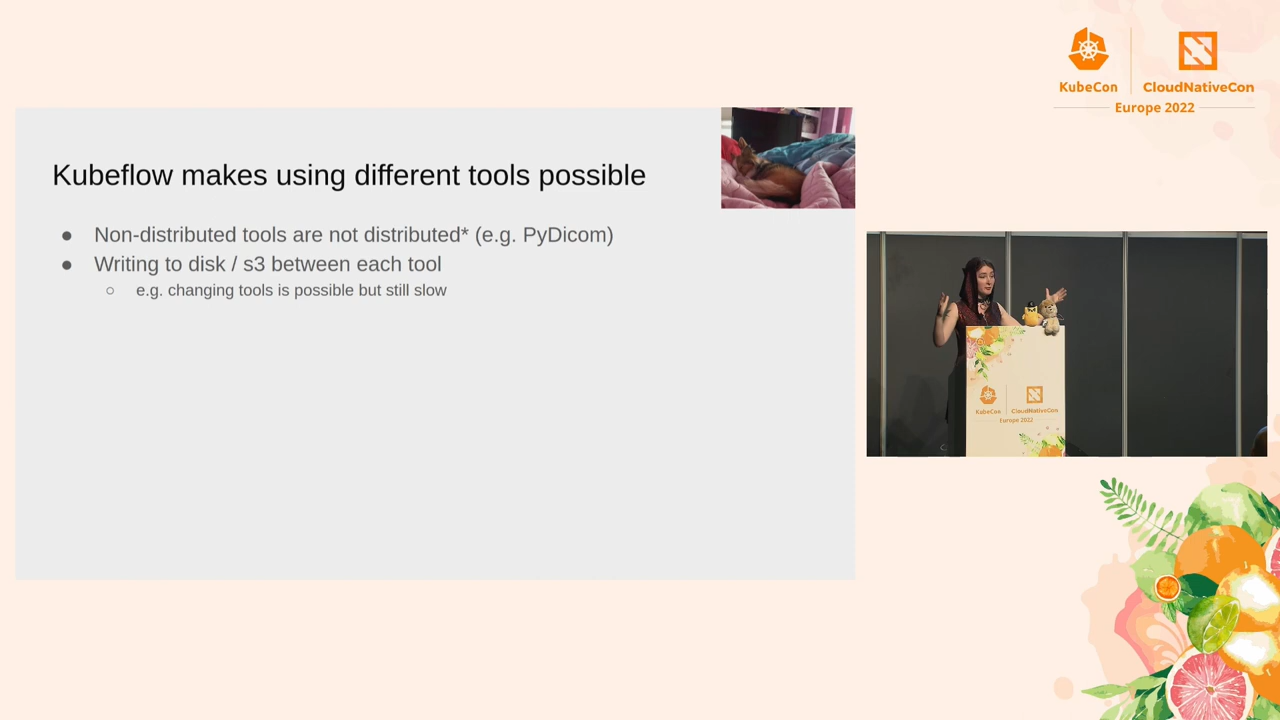 KubeCon
CloudNativeCon
Europe 2022
Kubeflow makes using different tools possible
● Non-distributed tools are not distributed* (e.g. PyDicom)
● Writing to disk / s3 between each tool
○ e.g. changing tools is possible but still slow
KubeCon
CloudNativeCon
Europe 2022